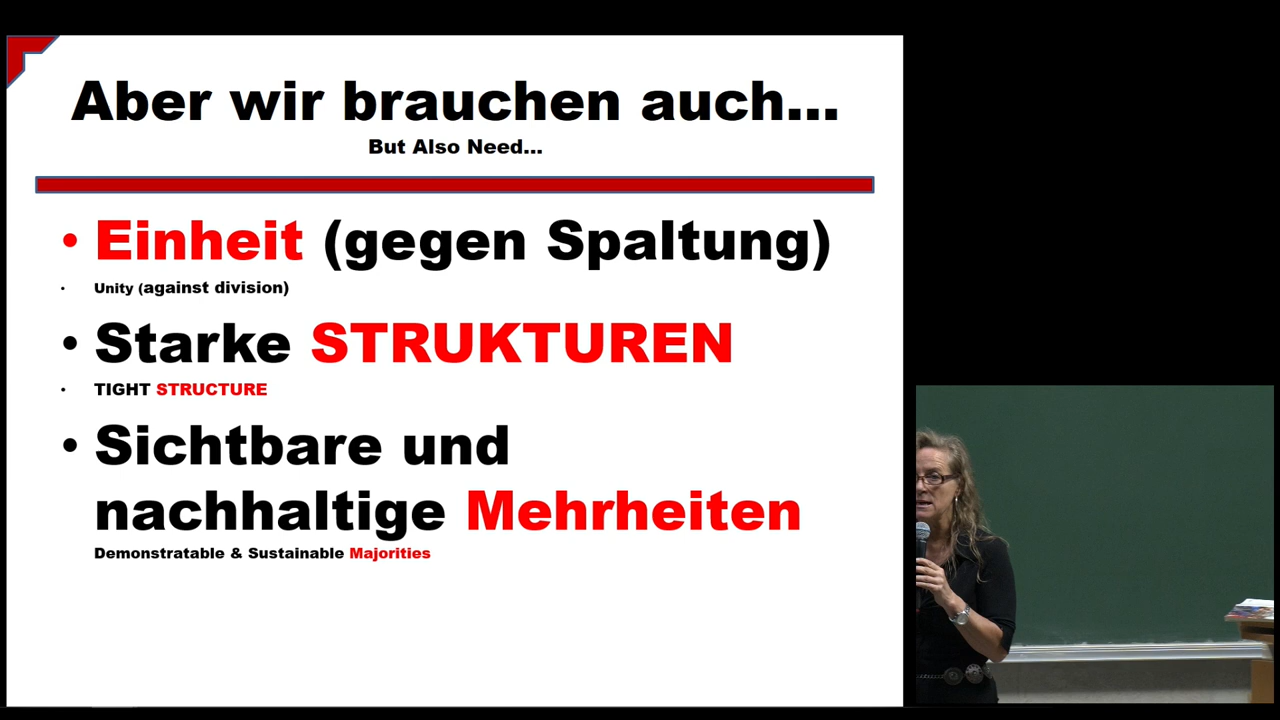 Aber wir brauchen auch...
But Also Need...
• Einheit (gegen Spaltung)
• Unity (against division)
• Starke STRUKTUREN
• TIGHT STRUCTURE
• Sichtbare und
nachhaltige Mehrheiten
Demonstratable & Sustainable Majorities